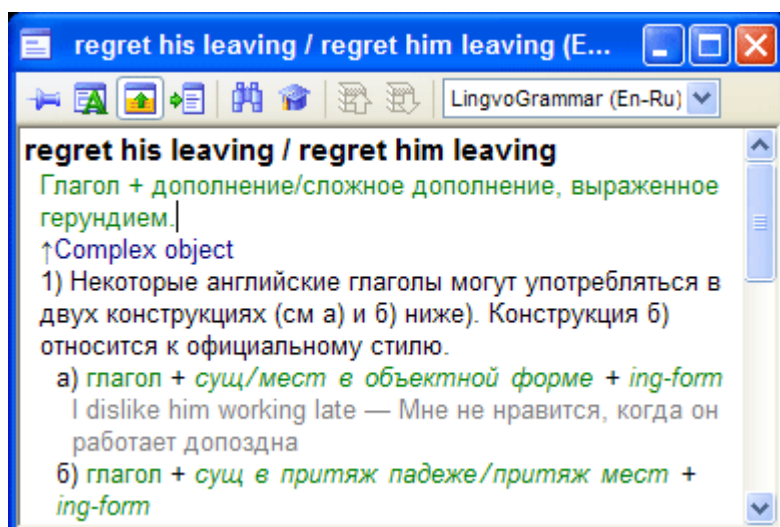 regret his leaving / regret him leaving (E...
LingvoGrammar (En-Ru)
regret his leaving / regret him leaving
Глагол + дополнение/сложное дополнение, выраженное
герундием.
↑Complex object
1) Некоторые английские глаголы могут употребляться в
двух конструкциях (см а) и б) ниже). Конструкция б)
относится к официальному стилю.
а) глагол + сущ/мест в объектной форме + ing-form
I dislike him working late — Мне не нравится, когда он
работает допоздна
б) глагол + сущ в притяж падеже/притяж мест +
ing-form